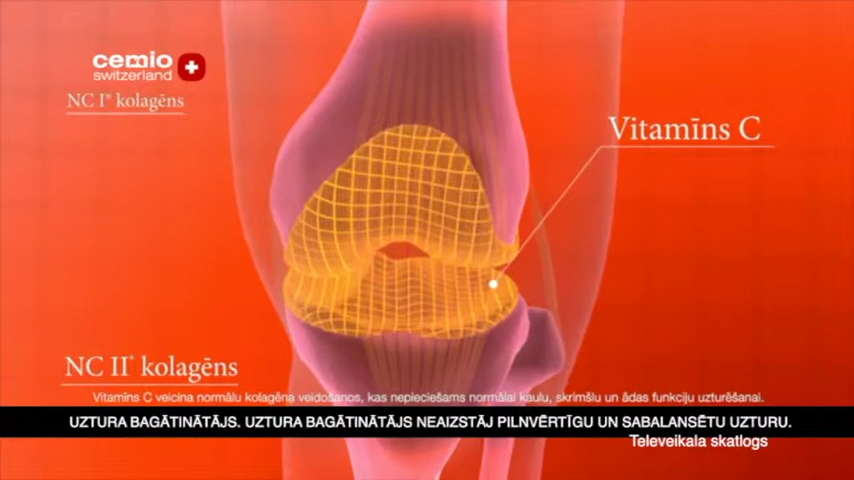 cemio
switzerland
NC I® kolagēns
Vitamīns C
NC II® kolagēns
Vitamīns C veicina normālu kolagēna veidošanos, kas nepieciešams normālai kaulu, skrimšlu un ādas funkciju uzturēšanai.
UZTURA BAGĀTINĀTĀJS. UZTURA BAGĀTINĀTĀJS NEAIZSTĀJ PILNVĒRTĪGU UN SABALANSĒTU UZTURU.
Televeikala skatlogs